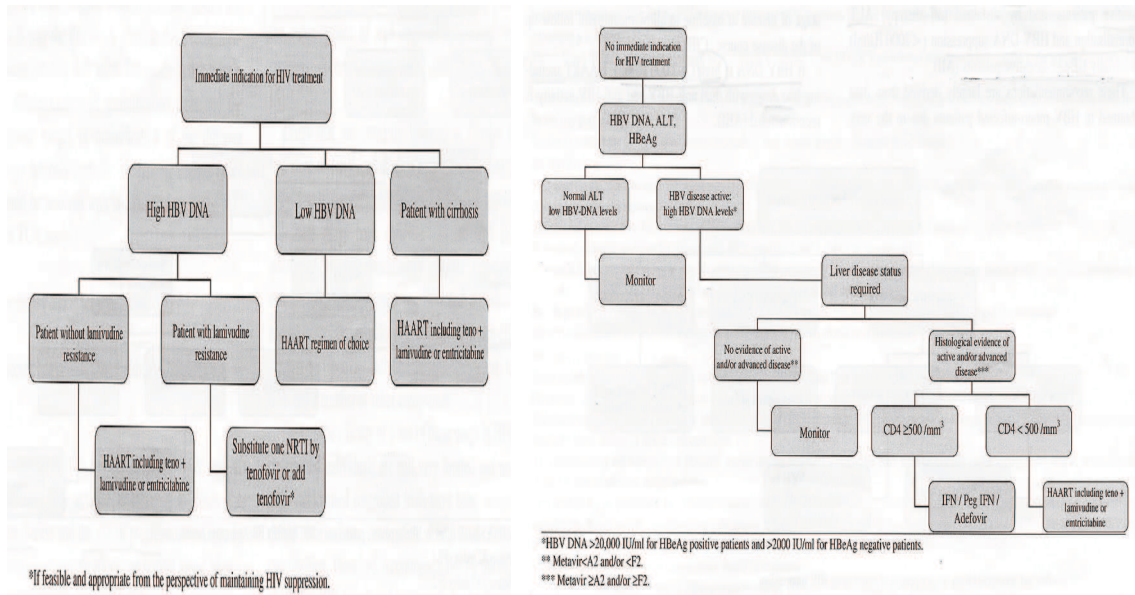 Immediate indication for HIV treatment
High HBV DNA
Low HBV DNA
Patient with cirrhosis
Patient without lamivudine
resistance
Patient with lamivudine
resistance
HAART regimen of choice
HAART including teno +
lamivudine or emtricitabine
HAART including teno +
lamivudine or emtricitabine
Substitute one NRTI by
tenofovir or add
tenofovir*
*If feasible and appropriate from the perspective of maintaining HIV suppression.
No immediate indication
for HIV treatment
HBV DNA, ALT,
HBeAg
Normal ALT
low HBV-DNA levels
HBV disease active:
high HBV DNA levels*
Monitor
Liver disease status
required
No evidence of active
and/or advanced disease**
Histological evidence of
active and/or advanced
disease***
Monitor
CD4 ≥500 /mm³
CD4 < 500 /mm³
IFN / Peg IFN /
Adefovir
HAART including teno +
lamivudine or
emtricitabine
*HBV DNA >20,000 IU/ml for HBeAg positive patients and >2000 IU/ml for HBeAg negative patients.
** Metavir<A2 and/or <F2.
*** Metavir ≥A2 and/or ≥F2.